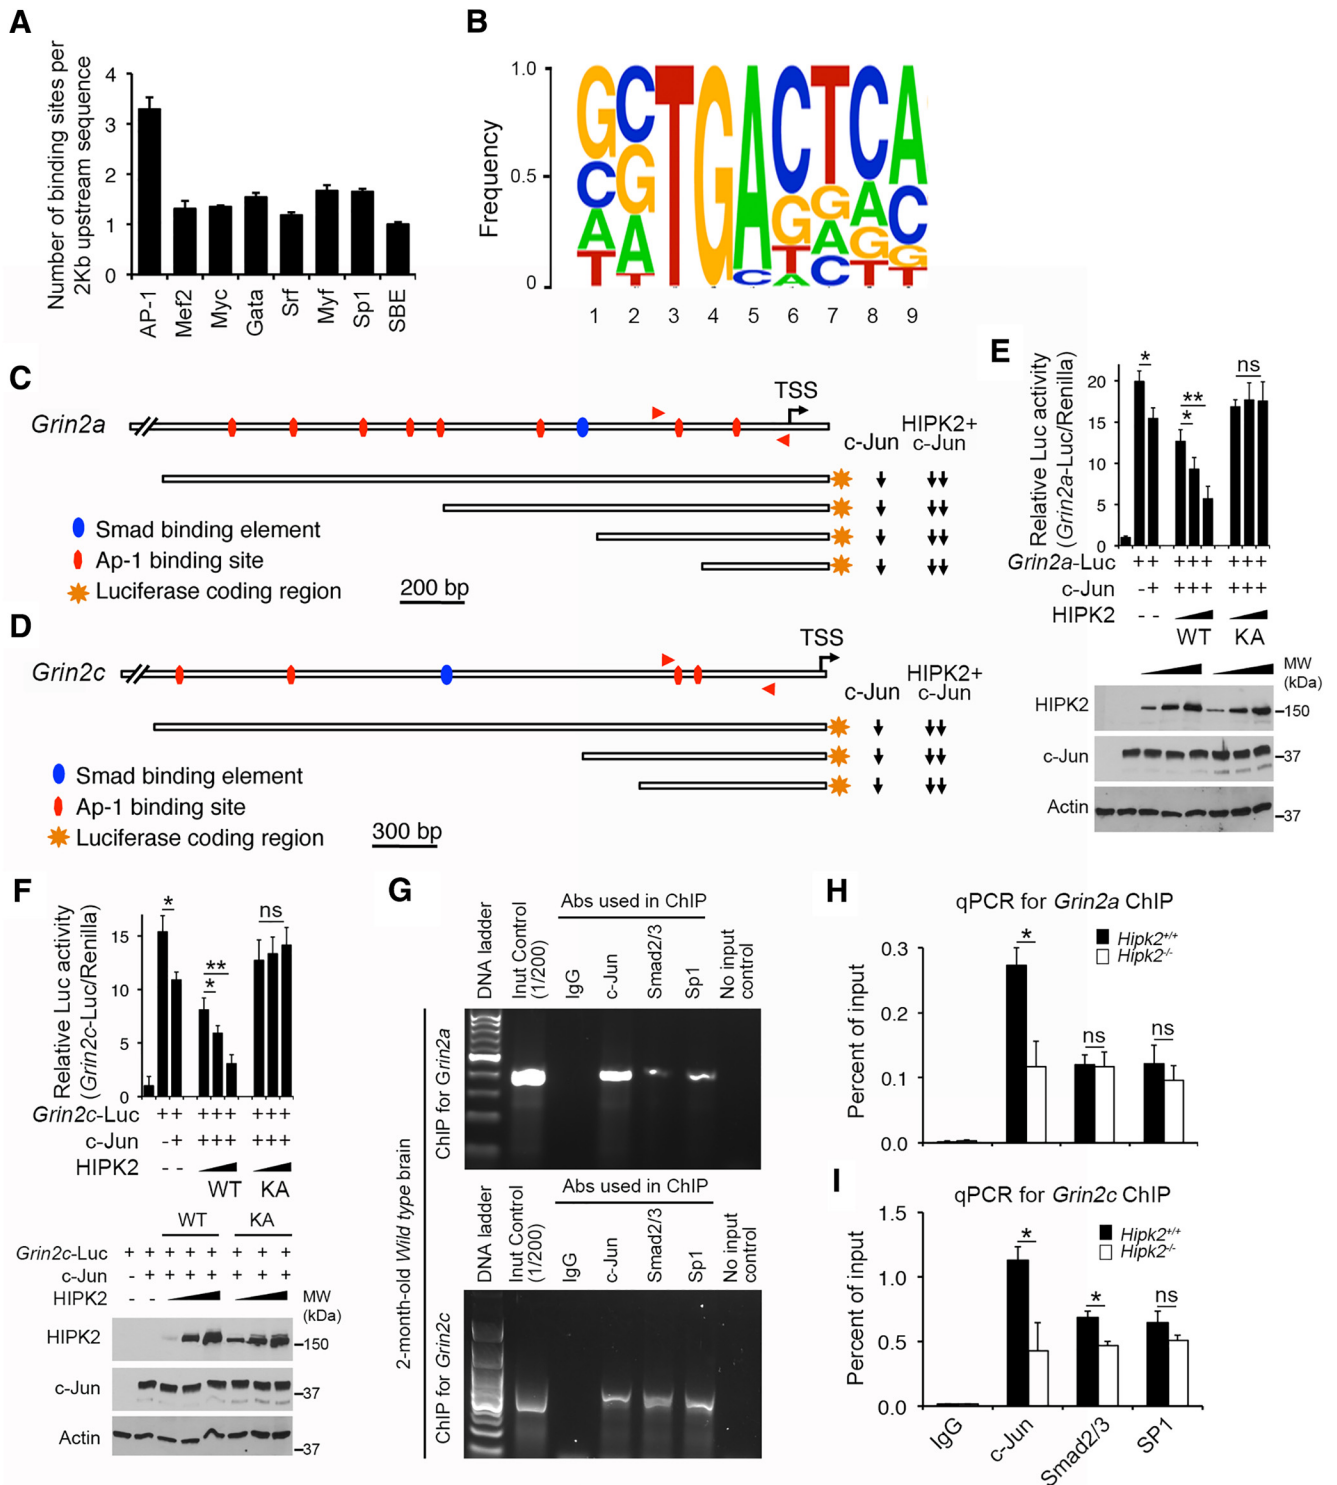 A
Number of binding sites per
2Kb upstream sequence
4
3
2
1
0
AP-1
Mef2
Myc
Gata
Srf
Myf
Sp1
SBE
B
Frequency
1.0
0.5
0
G C T G A C T C A
C G C G G A C
A A T A G G
T T A C T T
1 2 3 4 5 6 7 8 9
C
Grin2a
TSS
c-Jun
HIPK2+
c-Jun
Smad binding element
Ap-1 binding site
Luciferase coding region
200 bp
D
Grin2c
TSS
c-Jun
HIPK2+
c-Jun
Smad binding element
Ap-1 binding site
Luciferase coding region
300 bp
E
Relative Luc activity
(Grin2a-Luc/Renilla)
20
15
10
5
0
*
**
*
ns
Grin2a-Luc ++ +++ +++
c-Jun -+ +++ +++
HIPK2 --
WT KA
MW
(kDa)
HIPK2 –150
c-Jun –37
Actin –37
F
Relative Luc activity
(Grin2c-Luc/Renilla)
15
10
5
0
*
**
*
ns
Grin2c-Luc ++ +++ +++
c-Jun -+ +++ +++
HIPK2 --
WT KA
WT KA
Grin2c-Luc + + + + + + + +
c-Jun - + + + + + + +
HIPK2 - -
MW
(kDa)
HIPK2 –150
c-Jun –37
Actin –37
G
2-month-old Wild type brain
Abs used in ChIP
DNA ladder
Inut Control
(1/200)
IgG
c-Jun
Smad2/3
Sp1
No input
control
ChIP for Grin2a
Abs used in ChIP
DNA ladder
Inut Control
(1/200)
IgG
c-Jun
Smad2/3
Sp1
No input
control
ChIP for Grin2c
H
qPCR for Grin2a ChIP
Percent of input
0.3
0.2
0.1
0.0
*
ns
ns
Hipk2+/+
Hipk2-/-
I
qPCR for Grin2c ChIP
Percent of input
1.5
1.0
0.5
0.0
*
*
ns
Hipk2+/+
Hipk2-/-
IgG
c-Jun
Smad2/3
SP1